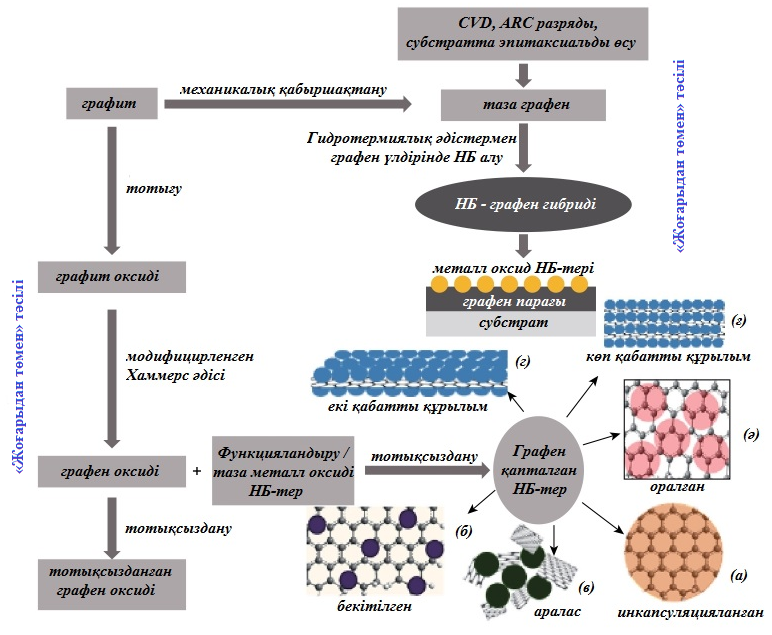 CVD, ARC разряды,
субстратта эпитаксиальды өсу
«Жоғарыдан төмен» тәсілі
графит
механикалық қабыршақтану
таза графен
Гидротермиялық әдістермен
графен үлдірінде НБ алу
тотығу
НБ - графен гибриді
металл оксид НБ-тері
графен парағы
субстрат
графит оксиді
«Жоғарыдан төмен» тәсілі
(г)
көп қабатты құрылым
модифицирленген
Хаммерс әдісі
(г)
екі қабатты құрылым
(ә)
оралған
графен оксиді
+
Функцияландыру /
таза металл оксиді
НБ-тер
тотықсыздану
Графен
қапталған
НБ-тер
тотықсыздану
(б)
бекітілген
(в)
аралас
(а)
инкапсуляцияланған
тотықсызданған
графен оксиді